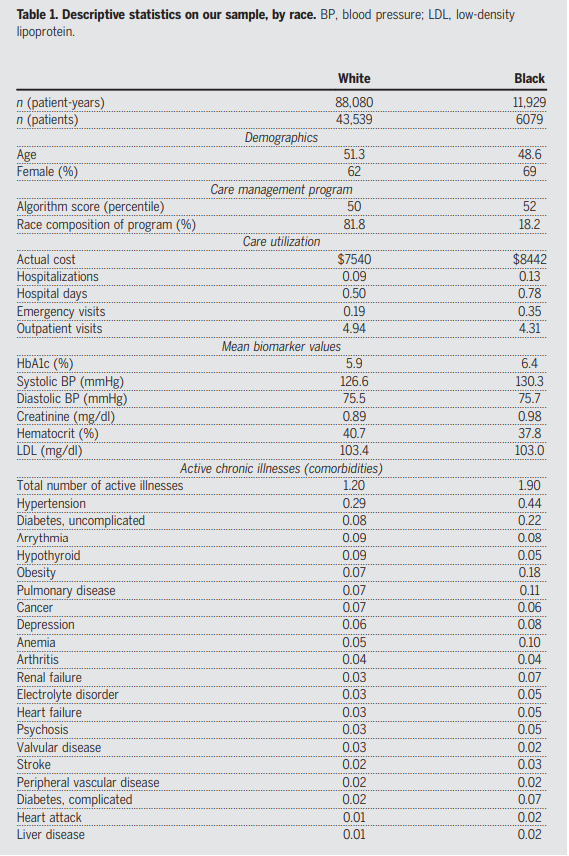 Table 1. Descriptive statistics on our sample, by race. BP, blood pressure; LDL, low-density
lipoprotein.
White Black
n (patient-years) 88,080 11,929
n (patients) 43,539 6079
Demographics
Age 51.3 48.6
Female (%) 62 69
Care management program
Algorithm score (percentile) 50 52
Race composition of program (%) 81.8 18.2
Care utilization
Actual cost $7540 $8442
Hospitalizations 0.09 0.13
Hospital days 0.50 0.78
Emergency visits 0.19 0.35
Outpatient visits 4.94 4.31
Mean biomarker values
HbA1c (%) 5.9 6.4
Systolic BP (mmHg) 126.6 130.3
Diastolic BP (mmHg) 75.5 75.7
Creatinine (mg/dl) 0.89 0.98
Hematocrit (%) 40.7 37.8
LDL (mg/dl) 103.4 103.0
Active chronic illnesses (comorbidities)
Total number of active illnesses 1.20 1.90
Hypertension 0.29 0.44
Diabetes, uncomplicated 0.08 0.22
Arrythmia 0.09 0.08
Hypothyroid 0.09 0.05
Obesity 0.07 0.18
Pulmonary disease 0.07 0.11
Cancer 0.07 0.06
Depression 0.06 0.08
Anemia 0.05 0.10
Arthritis 0.04 0.04
Renal failure 0.03 0.07
Electrolyte disorder 0.03 0.05
Heart failure 0.03 0.05
Psychosis 0.03 0.05
Valvular disease 0.03 0.02
Stroke 0.02 0.03
Peripheral vascular disease 0.02 0.02
Diabetes, complicated 0.02 0.07
Heart attack 0.01 0.02
Liver disease 0.01 0.02